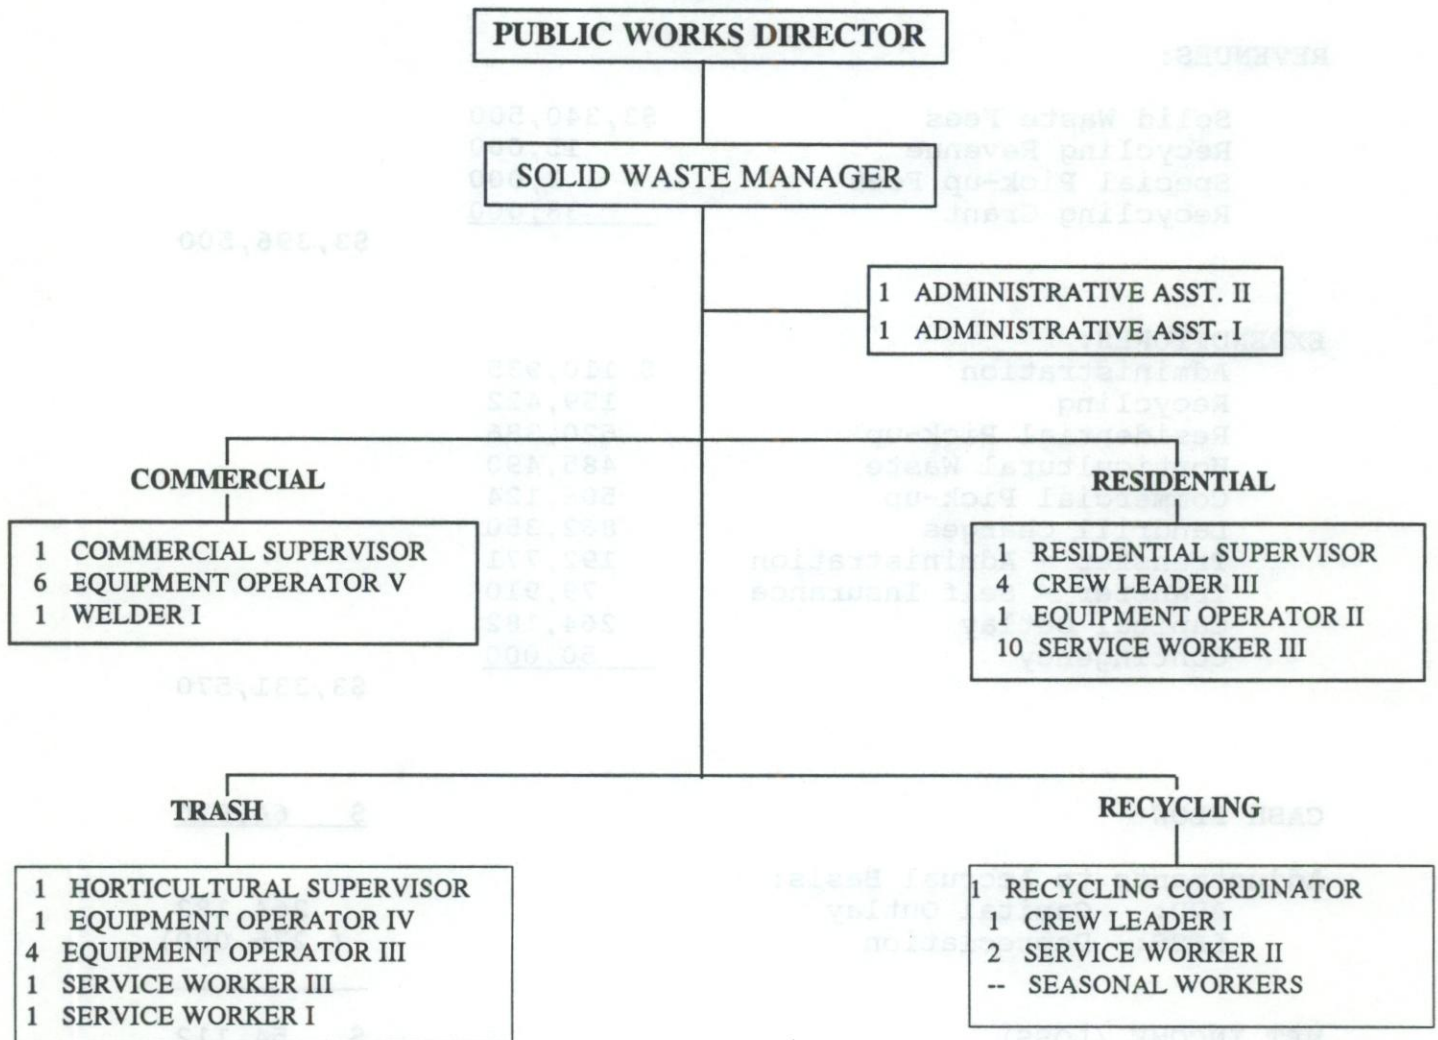 PUBLIC WORKS DIRECTOR
SOLID WASTE MANAGER
1 ADMINISTRATIVE ASST. II
1 ADMINISTRATIVE ASST. I
COMMERCIAL
1 COMMERCIAL SUPERVISOR
6 EQUIPMENT OPERATOR V
1 WELDER I
RESIDENTIAL
1 RESIDENTIAL SUPERVISOR
4 CREW LEADER III
1 EQUIPMENT OPERATOR II
10 SERVICE WORKER III
TRASH
1 HORTICULTURAL SUPERVISOR
1 EQUIPMENT OPERATOR IV
4 EQUIPMENT OPERATOR III
1 SERVICE WORKER III
1 SERVICE WORKER I
RECYCLING
1 RECYCLING COORDINATOR
1 CREW LEADER I
2 SERVICE WORKER II
-- SEASONAL WORKERS